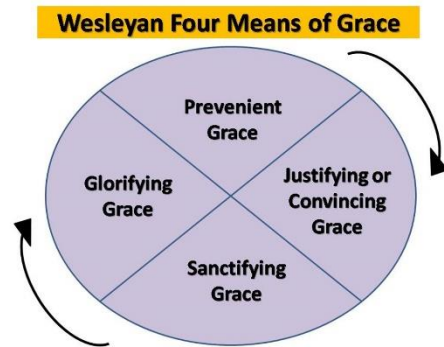 Wesleyan Four Means of Grace
Prevenient
Grace
Justifying or
Convincing
Grace
Sanctifying
Grace
Glorifying
Grace